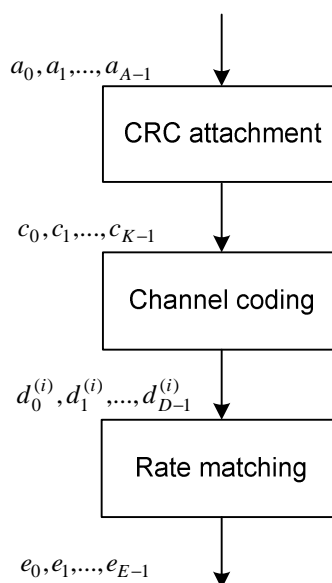 a_0, a_1,..., a_{A-1}
CRC attachment
c_0, c_1,..., c_{K-1}
Channel coding
d_0^{(i)}, d_1^{(i)},..., d_{D-1}^{(i)}
Rate matching
e_0, e_1,..., e_{E-1}